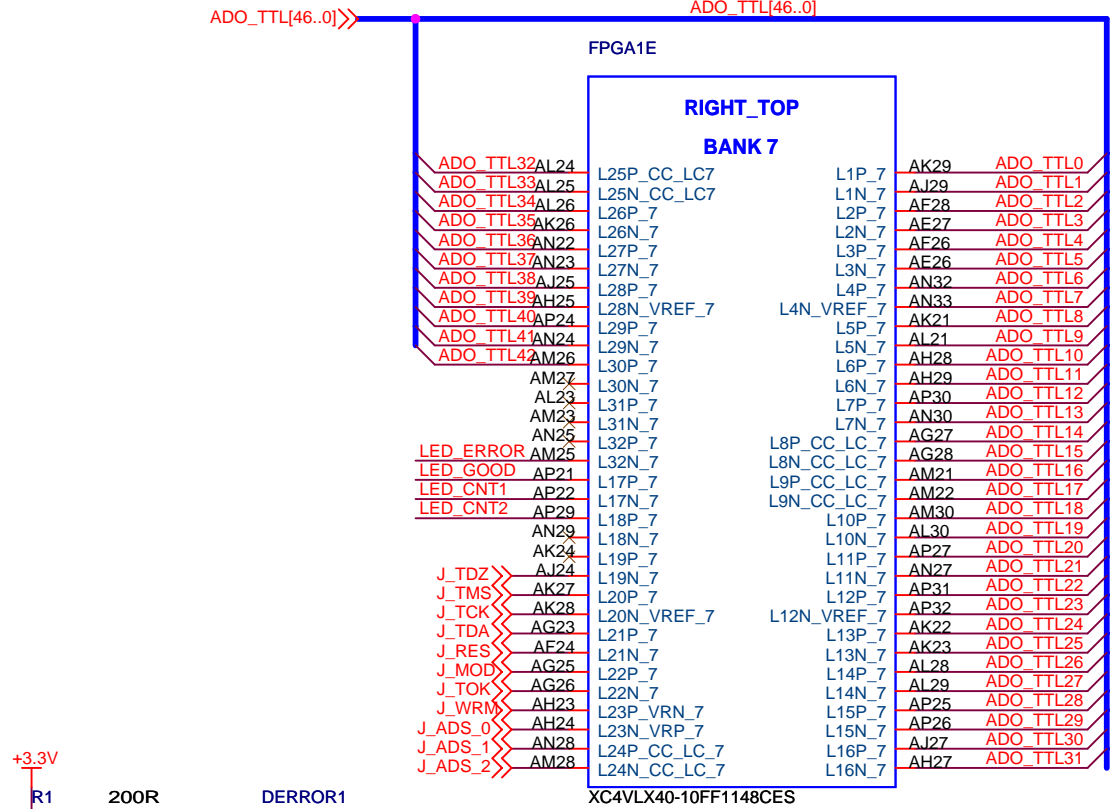 ADO_TTL[46..0]
ADO_TTL[46..0]
FPGA1E
RIGHT_TOP
BANK 7
ADO_TTL32 AL24 L25P_CC_LC7 L1P_7 AK29 ADO_TTL0
ADO_TTL33 AL25 L25N_CC_LC7 L1N_7 AJ29 ADO_TTL1
ADO_TTL34 AL26 L26P_7 L2P_7 AF28 ADO_TTL2
ADO_TTL35 AK26 L26N_7 L2N_7 AE27 ADO_TTL3
ADO_TTL36 AN22 L27P_7 L3P_7 AF26 ADO_TTL4
ADO_TTL37 AN23 L27N_7 L3N_7 AE26 ADO_TTL5
ADO_TTL38 AJ25 L28P_7 L4P_7 AN32 ADO_TTL6
ADO_TTL39 AH25 L28N_VREF_7 L4N_VREF_7 AN33 ADO_TTL7
ADO_TTL40 AP24 L29P_7 L5P_7 AK21 ADO_TTL8
ADO_TTL41 AN24 L29N_7 L5N_7 AL21 ADO_TTL9
ADO_TTL42 AM26 L30P_7 L6P_7 AH28 ADO_TTL10
AM27 L30N_7 L6N_7 AH29 ADO_TTL11
AL23 L31P_7 L7P_7 AP30 ADO_TTL12
AM23 L31N_7 L7N_7 AN30 ADO_TTL13
AN25 L32P_7 L8P_CC_LC_7 AG27 ADO_TTL14
LED_ERROR AM25 L32N_7 L8N_CC_LC_7 AG28 ADO_TTL15
LED_GOOD AP21 L17P_7 L9P_CC_LC_7 AM21 ADO_TTL16
LED_CNT1 AP22 L17N_7 L9N_CC_LC_7 AM22 ADO_TTL17
LED_CNT2 AP29 L18P_7 L10P_7 AM30 ADO_TTL18
AN29 L18N_7 L10N_7 AL30 ADO_TTL19
AK24 L19P_7 L11P_7 AP27 ADO_TTL20
J_TDZ AJ24 L19N_7 L11N_7 AN27 ADO_TTL21
J_TMS AK27 L20P_7 L12P_7 AP31 ADO_TTL22
J_TCK AK28 L20N_VREF_7 L12N_VREF_7 AP32 ADO_TTL23
J_TDA AG23 L21P_7 L13P_7 AK22 ADO_TTL24
J_RES AF24 L21N_7 L13N_7 AK23 ADO_TTL25
J_MOD AG25 L22P_7 L14P_7 AL28 ADO_TTL26
J_TOK AG26 L22N_7 L14N_7 AL29 ADO_TTL27
J_WRM AH23 L23P_VRN_7 L15P_7 AP25 ADO_TTL28
J_ADS_0 AH24 L23N_VRP_7 L15N_7 AP26 ADO_TTL29
J_ADS_1 AN28 L24P_CC_LC_7 L16P_7 AJ27 ADO_TTL30
J_ADS_2 AM28 L24N_CC_LC_7 L16N_7 AH27 ADO_TTL31
+3.3V
R1 200R DERROR1 XC4VLX40-10FF1148CES